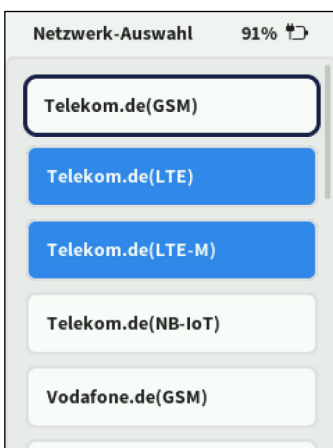 Netzwerk-Auswahl 91%
Telekom.de(GSM)
Telekom.de(LTE)
Telekom.de(LTE-M)
Telekom.de(NB-IoT)
Vodafone.de(GSM)